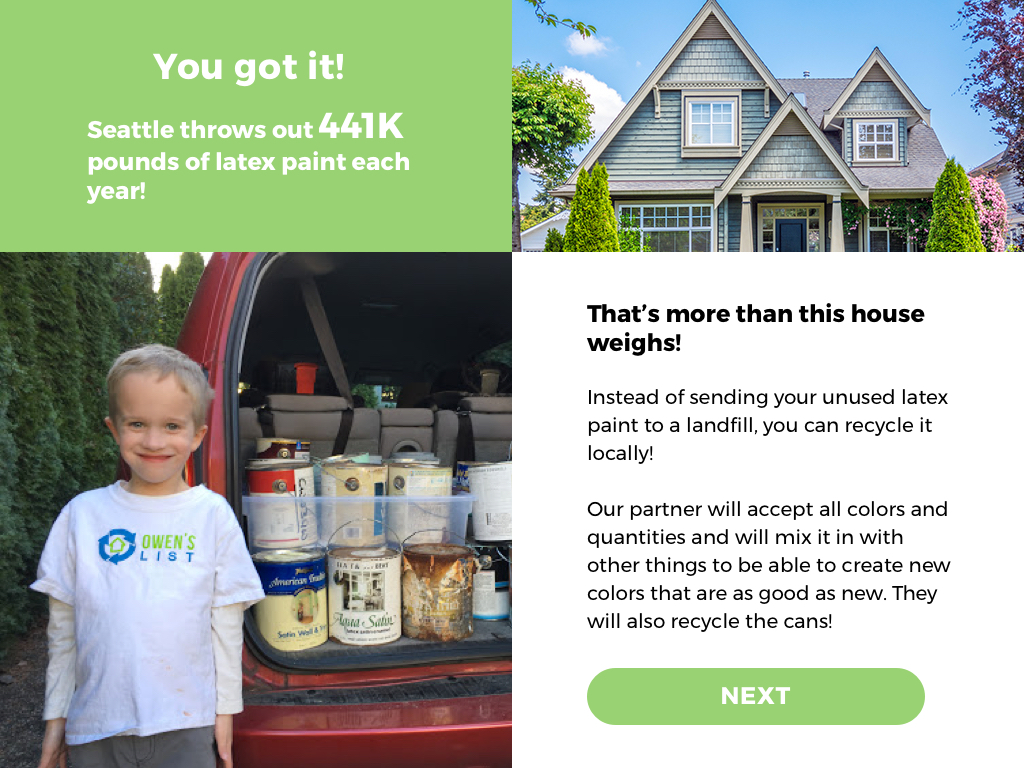 You got it!
Seattle throws out 441K
pounds of latex paint each
year!
That's more than this house
weighs!
Instead of sending your unused latex
paint to a landfill, you can recycle it
locally!
Our partner will accept all colors and
quantities and will mix it in with
other things to be able to create new
colors that are as good as new. They
will also recycle the cans!
NEXT
OWEN'S
LIST
American
Satin Wall &
Aqua Satin